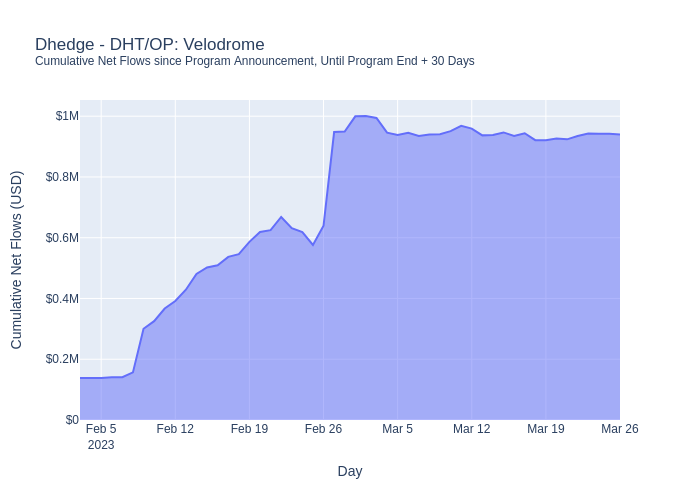 Dhedge - DHT/OP: Velodrome
Cumulative Net Flows since Program Announcement, Until Program End + 30 Days
Cumulative Net Flows (USD)
$1M
$0.8M
$0.6M
$0.4M
$0.2M
$0
Feb 5 Feb 12 Feb 19 Feb 26 Mar 5 Mar 12 Mar 19 Mar 26
2023
Day